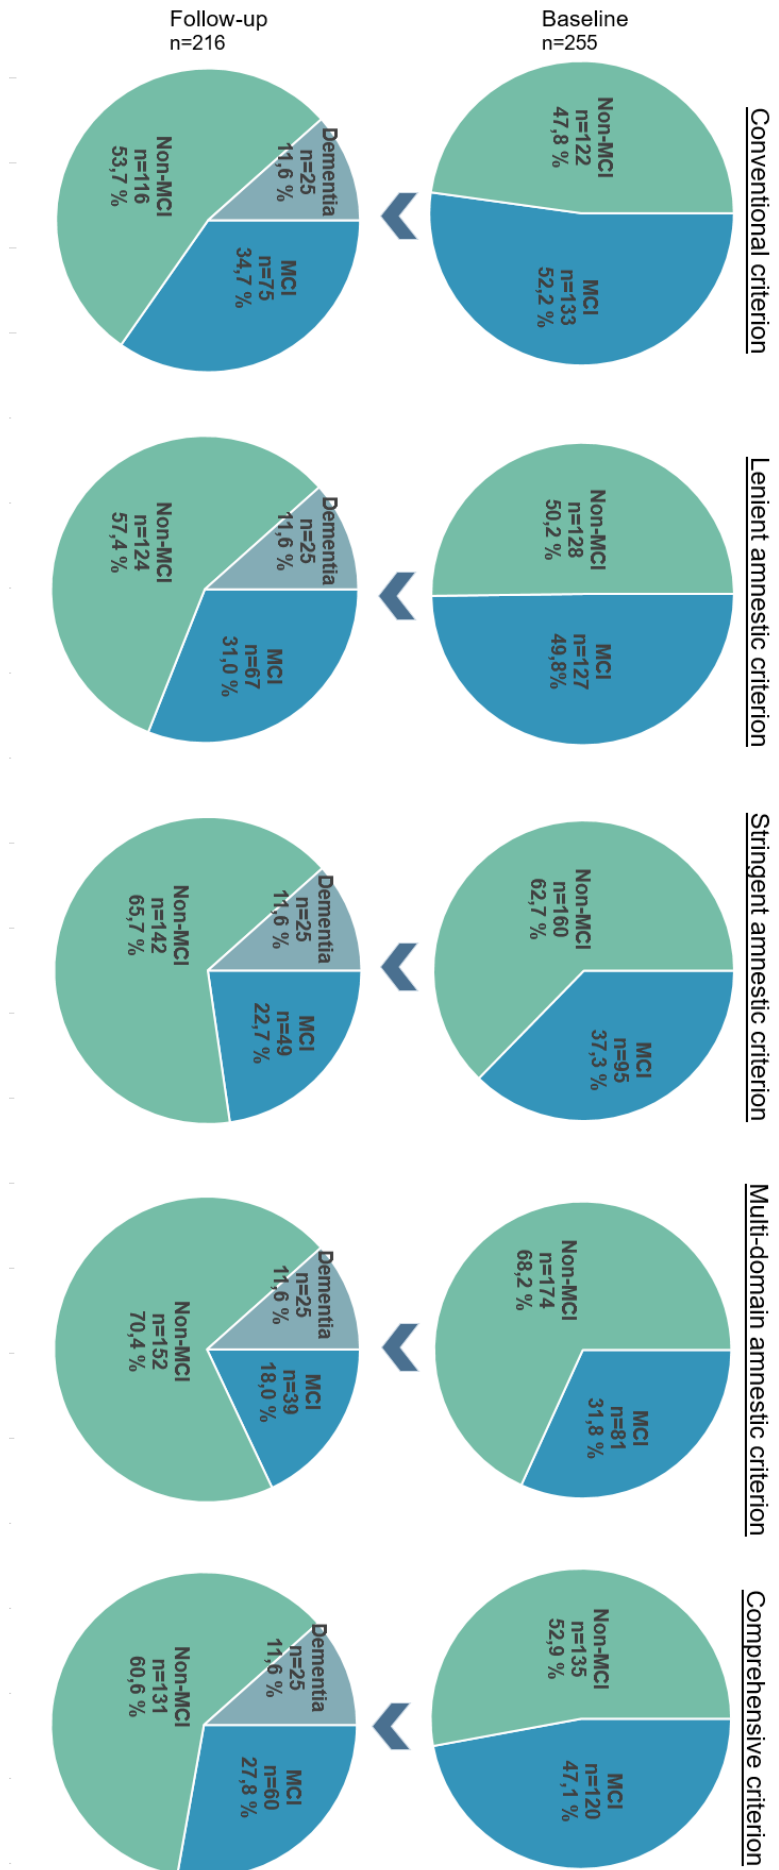 Follow-up
n=216
Baseline
n=255
Conventional criterion
Non-MCI
n=122
47,8 %
MCI
n=133
52,2 %
Dementia
n=25
11,6 %
Non-MCI
n=116
53,7 %
MCI
n=75
34,7 %
Lenient amnestic criterion
Non-MCI
n=128
50,2 %
MCI
n=127
49,8%
Dementia
n=25
11,6 %
Non-MCI
n=124
57,4 %
MCI
n=67
31,0 %
Stringent amnestic criterion
Non-MCI
n=160
62,7 %
MCI
n=95
37,3 %
Dementia
n=25
11,6 %
Non-MCI
n=142
65,7 %
MCI
n=49
22,7 %
Multi-domain amnestic criterion
Non-MCI
n=174
68,2 %
MCI
n=81
31,8 %
Dementia
n=25
11,6 %
Non-MCI
n=152
70,4 %
MCI
n=39
18,0 %
Comprehensive criterion
Non-MCI
n=135
52,9 %
MCI
n=120
47,1 %
Dementia
n=25
11,6 %
Non-MCI
n=131
60,6 %
MCI
n=60
27,8 %